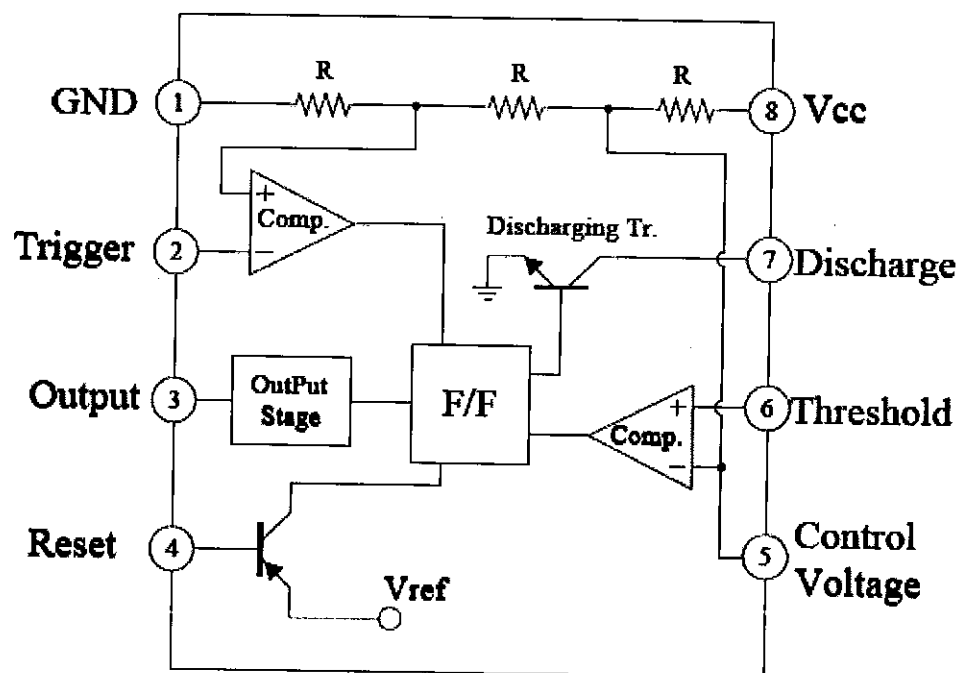 R
R
R
GND
1
8
Vcc
+
Comp.
−
Trigger
2
Discharging Tr.
7
Discharge
Output
3
OutPut
Stage
F/F
+
Comp.
−
6
Threshold
Reset
4
Vref
5
Control
Voltage